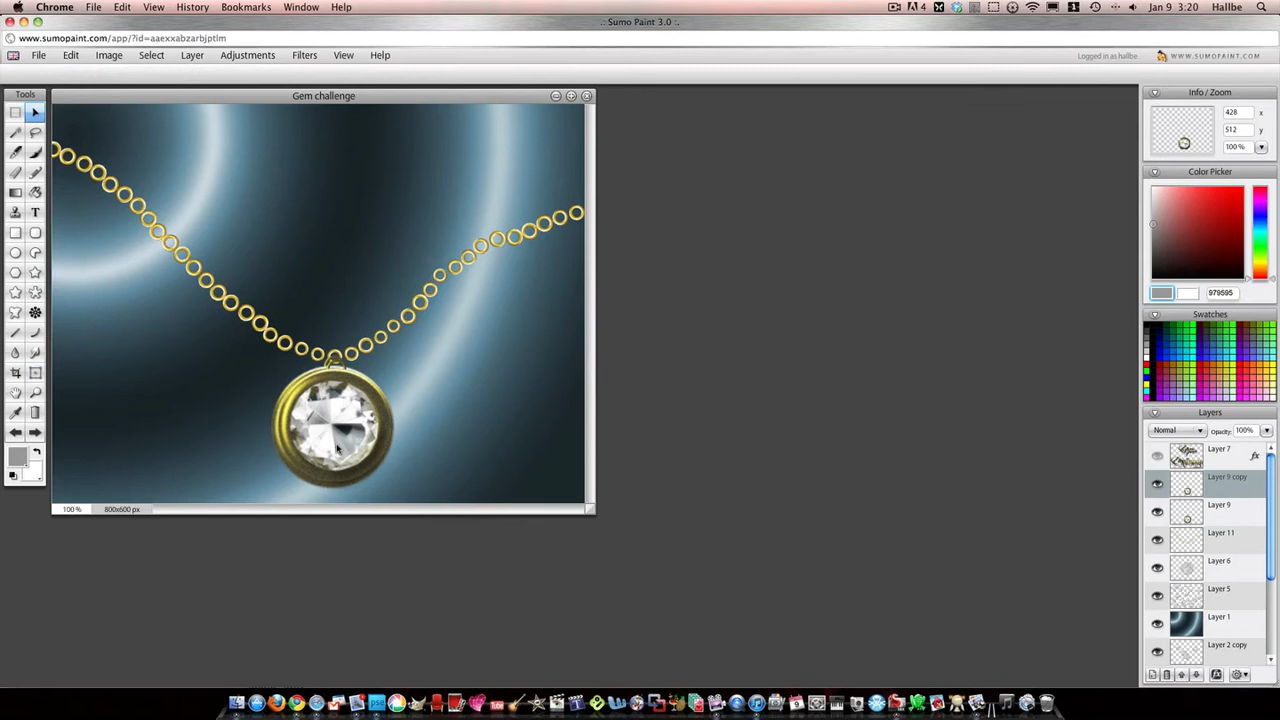 Chrome File Edit View History Bookmarks Window Help
4 1 Jan 9 3:20 Hallbe
.: Sumo Paint 3.0 :.
www.sumopaint.com/app/?id=aaexxabzarbjptlm
File Edit Image Select Layer Adjustments Filters View Help
Logged in as hallbe WWW.SUMOPAINT.COM
Tools
Gem challenge
Info / Zoom
428 x
512 y
100 %
Color Picker
979595
Swatches
Layers
Normal Opacity: 100%
Layer 7 fx
Layer 9 copy
Layer 9
Layer 11
Layer 6
Layer 5
Layer 1
Layer 2 copy
100 % 800x600 px